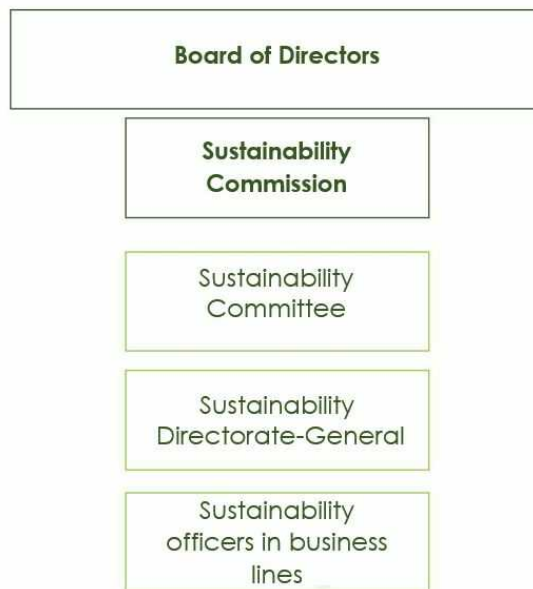 Board of Directors
Sustainability
Commission
Sustainability
Committee
Sustainability
Directorate-General
Sustainability
officers in business
lines